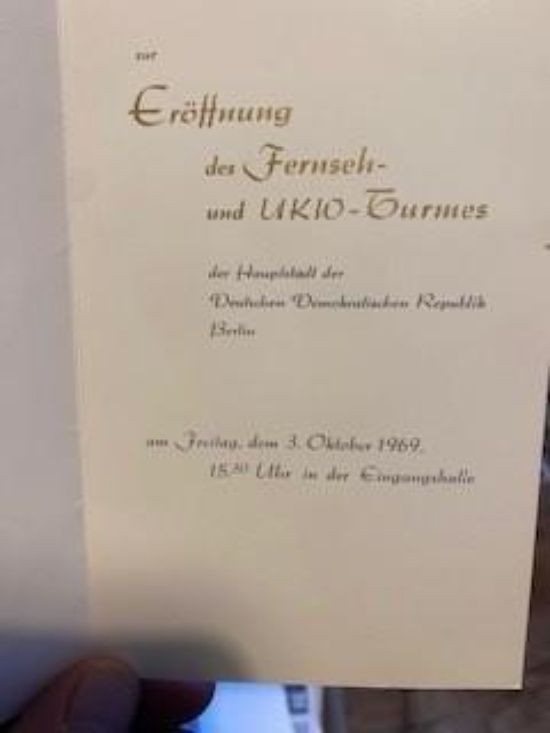 zur
Eröffnung
des Fernseh-
und UKW-Turmes
der Hauptstadt der
Deutschen Demokratischen Republik
Berlin
am Freitag, dem 3. Oktober 1969,
15.30 Uhr in der Eingangshalle